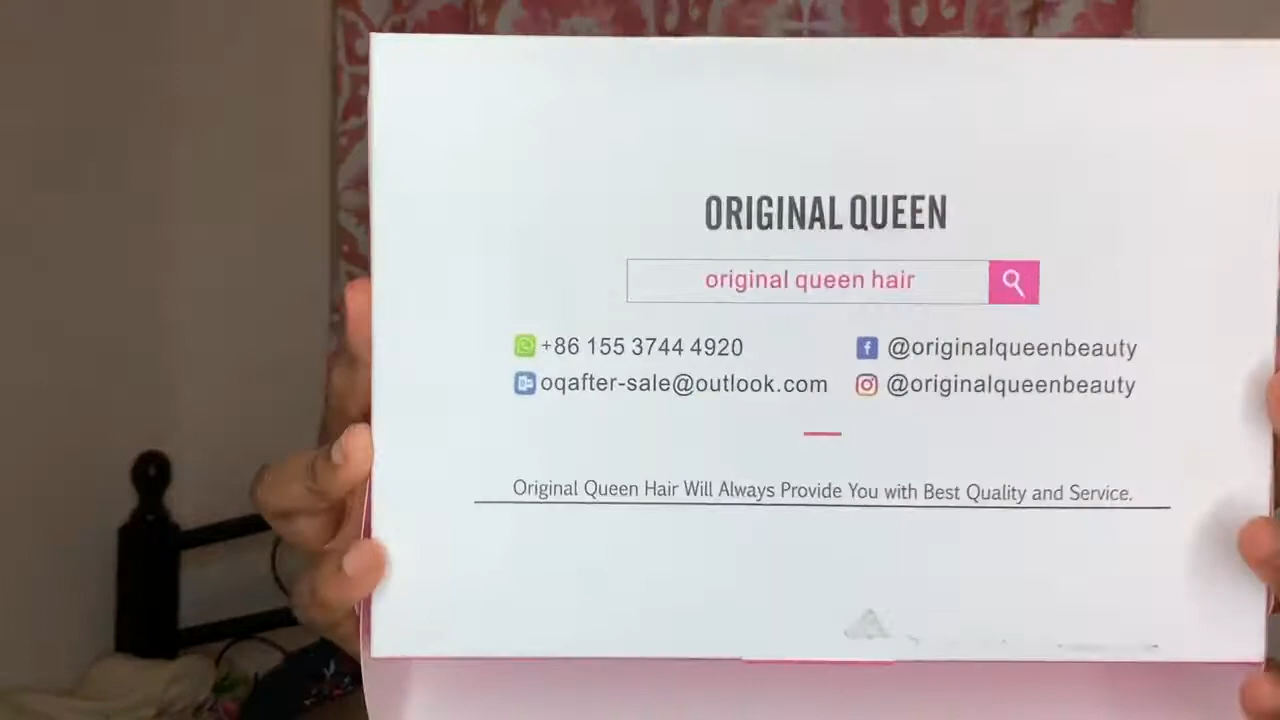 ORIGINAL QUEEN
original queen hair
+86 155 3744 4920
@originalqueenbeauty
oqafter-sale@outlook.com
@originalqueenbeauty
Original Queen Hair Will Always Provide You with Best Quality and Service.